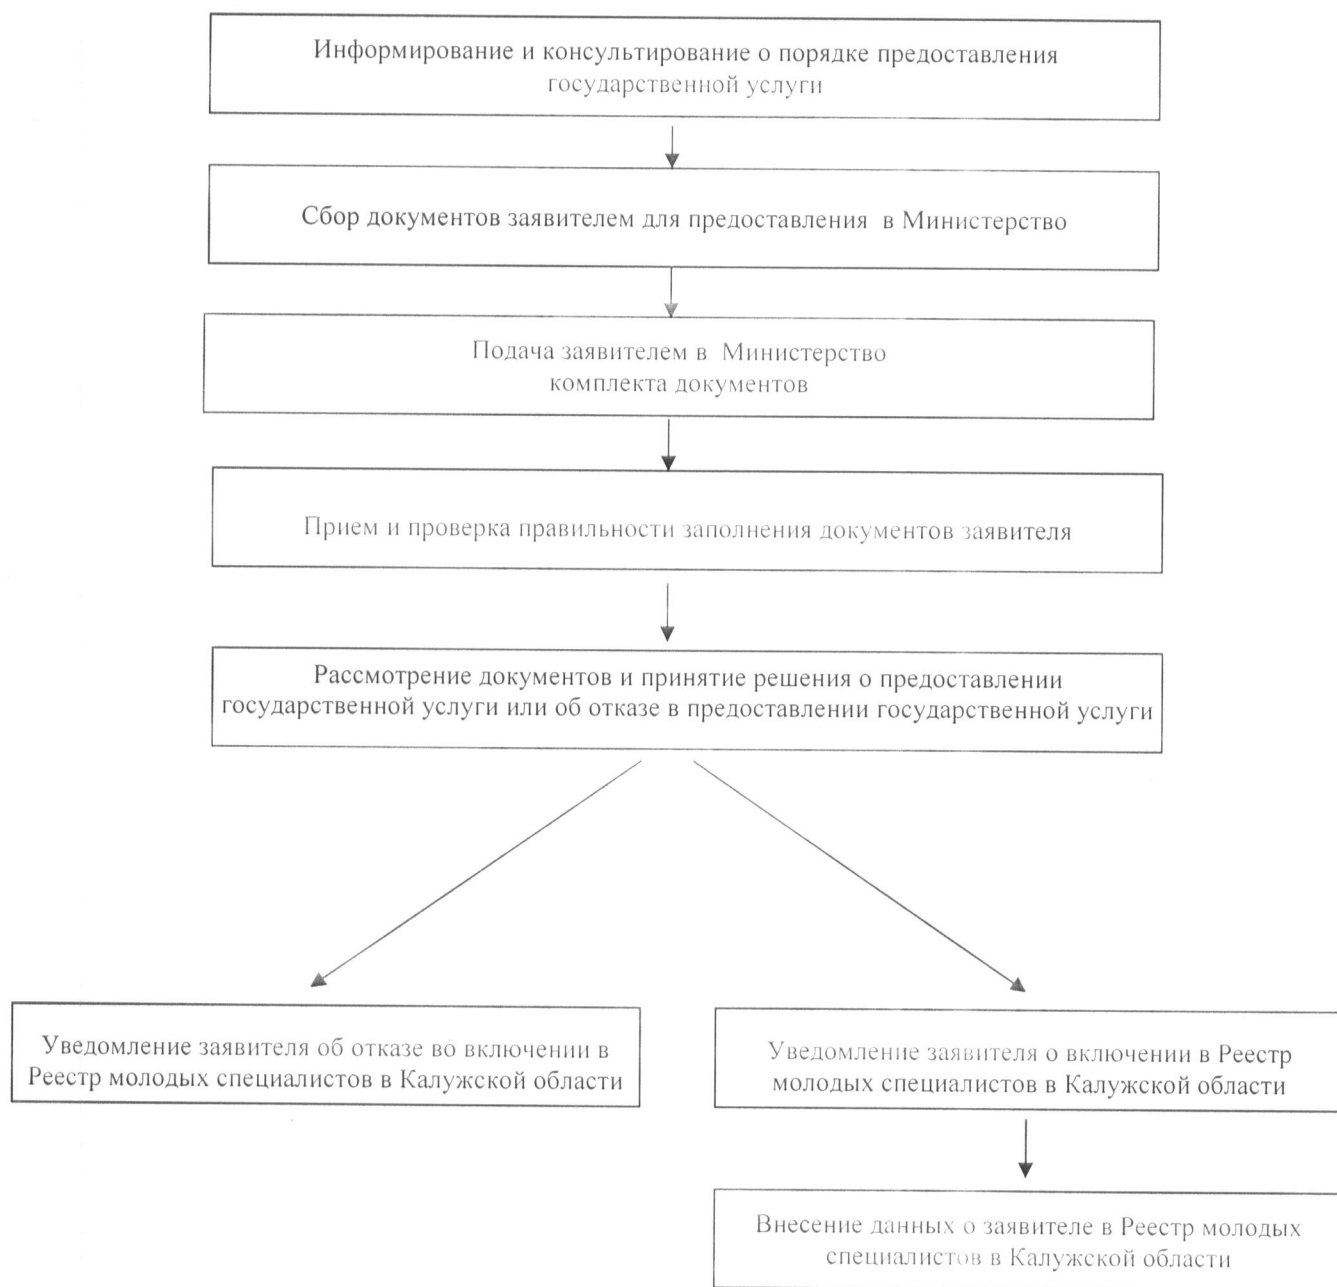 Информирование и консультирование о порядке предоставления
государственной услуги
Сбор документов заявителем для предоставления в Министерство
Подача заявителем в Министерство
комплекта документов
Прием и проверка правильности заполнения документов заявителя
Рассмотрение документов и принятие решения о предоставлении
государственной услуги или об отказе в предоставлении государственной услуги
Уведомление заявителя об отказе во включении в
Реестр молодых специалистов в Калужской области
Уведомление заявителя о включении в Реестр
молодых специалистов в Калужской области
Внесение данных о заявителе в Реестр молодых
специалистов в Калужской области